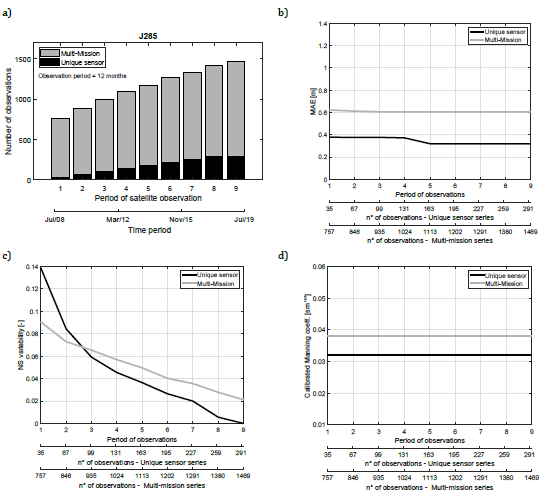 a)
J285
Multi-Mission
Unique sensor
Observation period = 12 months
Number of observations
1500
1000
500
0
1 2 3 4 5 6 7 8 9
Period of satellite observation
Jul/08 Mar/12 Nov/15 Jul/19
Time period
b)
Unique sensor
Multi-Mission
MAE [m]
1.4
1.2
1
0.8
0.6
0.4
0.2
0
1 2 3 4 5 6 7 8 9
Period of observations
35 67 99 131 163 195 227 259 291
n° of observations - Unique sensor series
757 846 935 1024 1113 1202 1291 1380 1469
n° of observations - Multi-mission series
c)
Unique sensor
Multi-Mission
NS variability [-]
0.14
0.12
0.1
0.08
0.06
0.04
0.02
0
1 2 3 4 5 6 7 8 9
Period of observations
35 67 99 131 163 195 227 259 291
n° of observations - Unique sensor series
757 846 935 1024 1113 1202 1291 1380 1469
n° of observations - Multi-mission series
d)
Unique sensor
Multi-Mission
Calibrated Manning coeff.
0.06
0.05
0.04
0.03
0.02
0.01
1 2 3 4 5 6 7 8 9
Period of observations
35 67 99 131 163 195 227 259 291
n° of observations - Unique sensor series
757 846 935 1024 1113 1202 1291 1380 1469
n° of observations - Multi-mission series